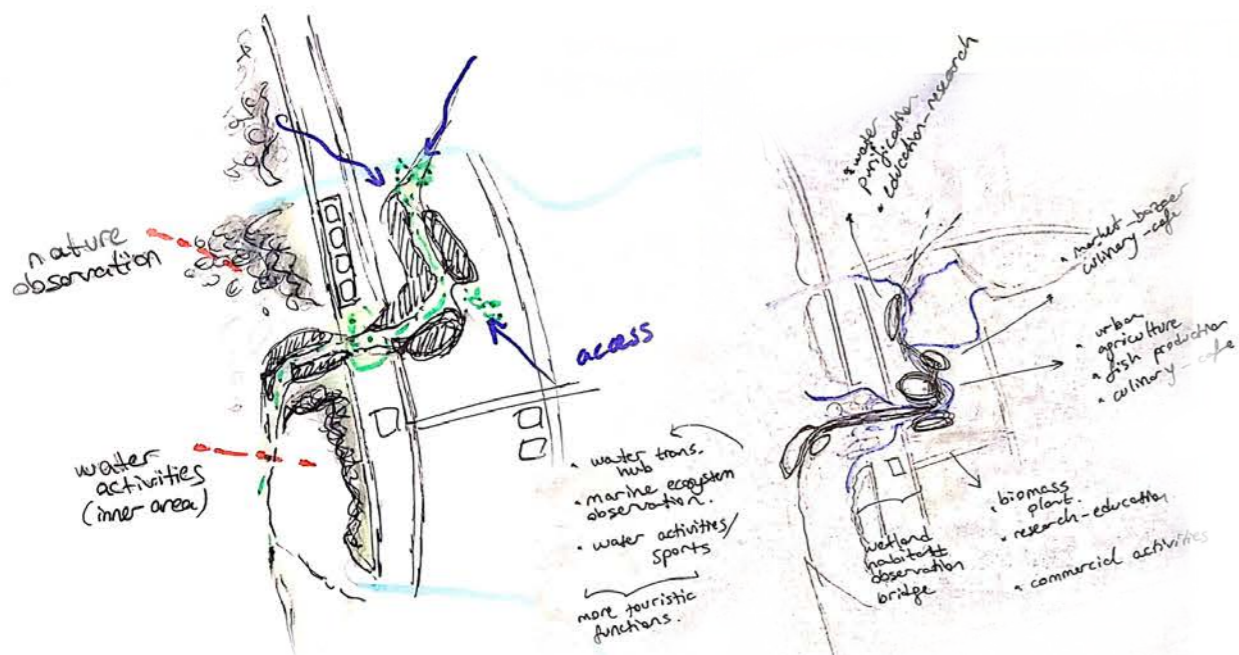 nature
observation
water
activities
(inner area)
access
• water trans.
hub
• marine ecosystem
observation.
• water activities/
sports
more touristic
functions.
• water
purification
• education-research
• market-bazaar
culinary-cafe
• urban
agriculture
• fish production
• culinary-cafe
• biomass
plant.
• research-education
• commercial activities
wetland
habitat
observation
bridge